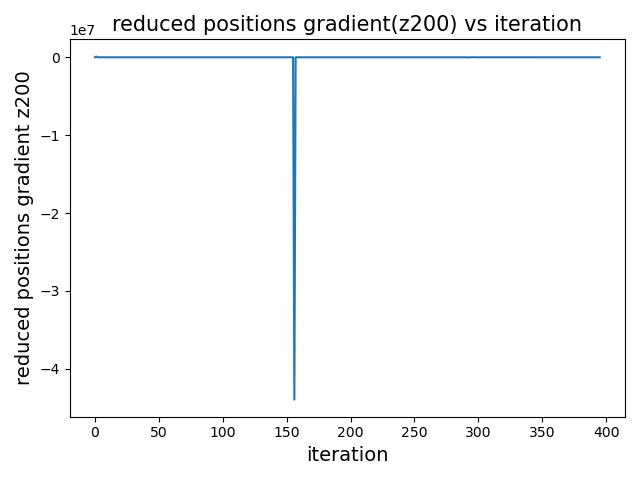 reduced positions gradient(z200) vs iteration
1e7
0
−1
−2
−3
−4
reduced positions gradient z200
0 50 100 150 200 250 300 350 400
iteration